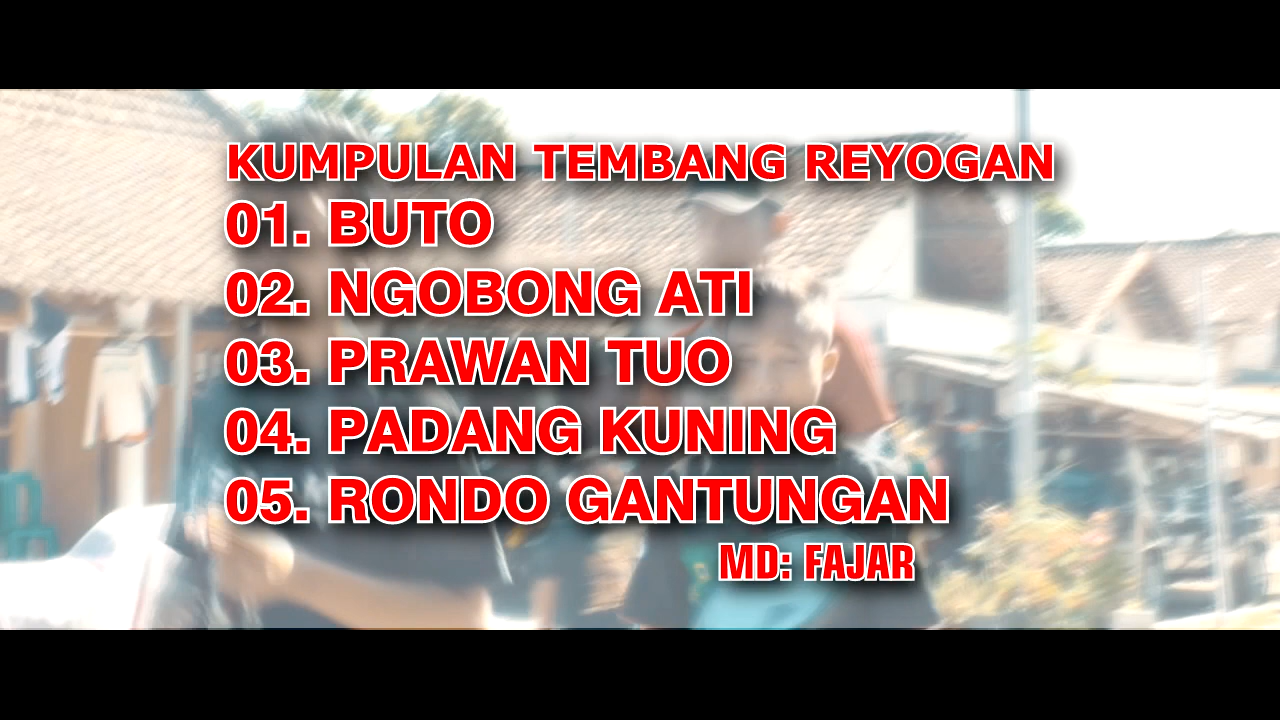 KUMPULAN TEMBANG REYOGAN
01. BUTO
02. NGOBONG ATI
03. PRAWAN TUO
04. PADANG KUNING
05. RONDO GANTUNGAN
MD: FAJAR